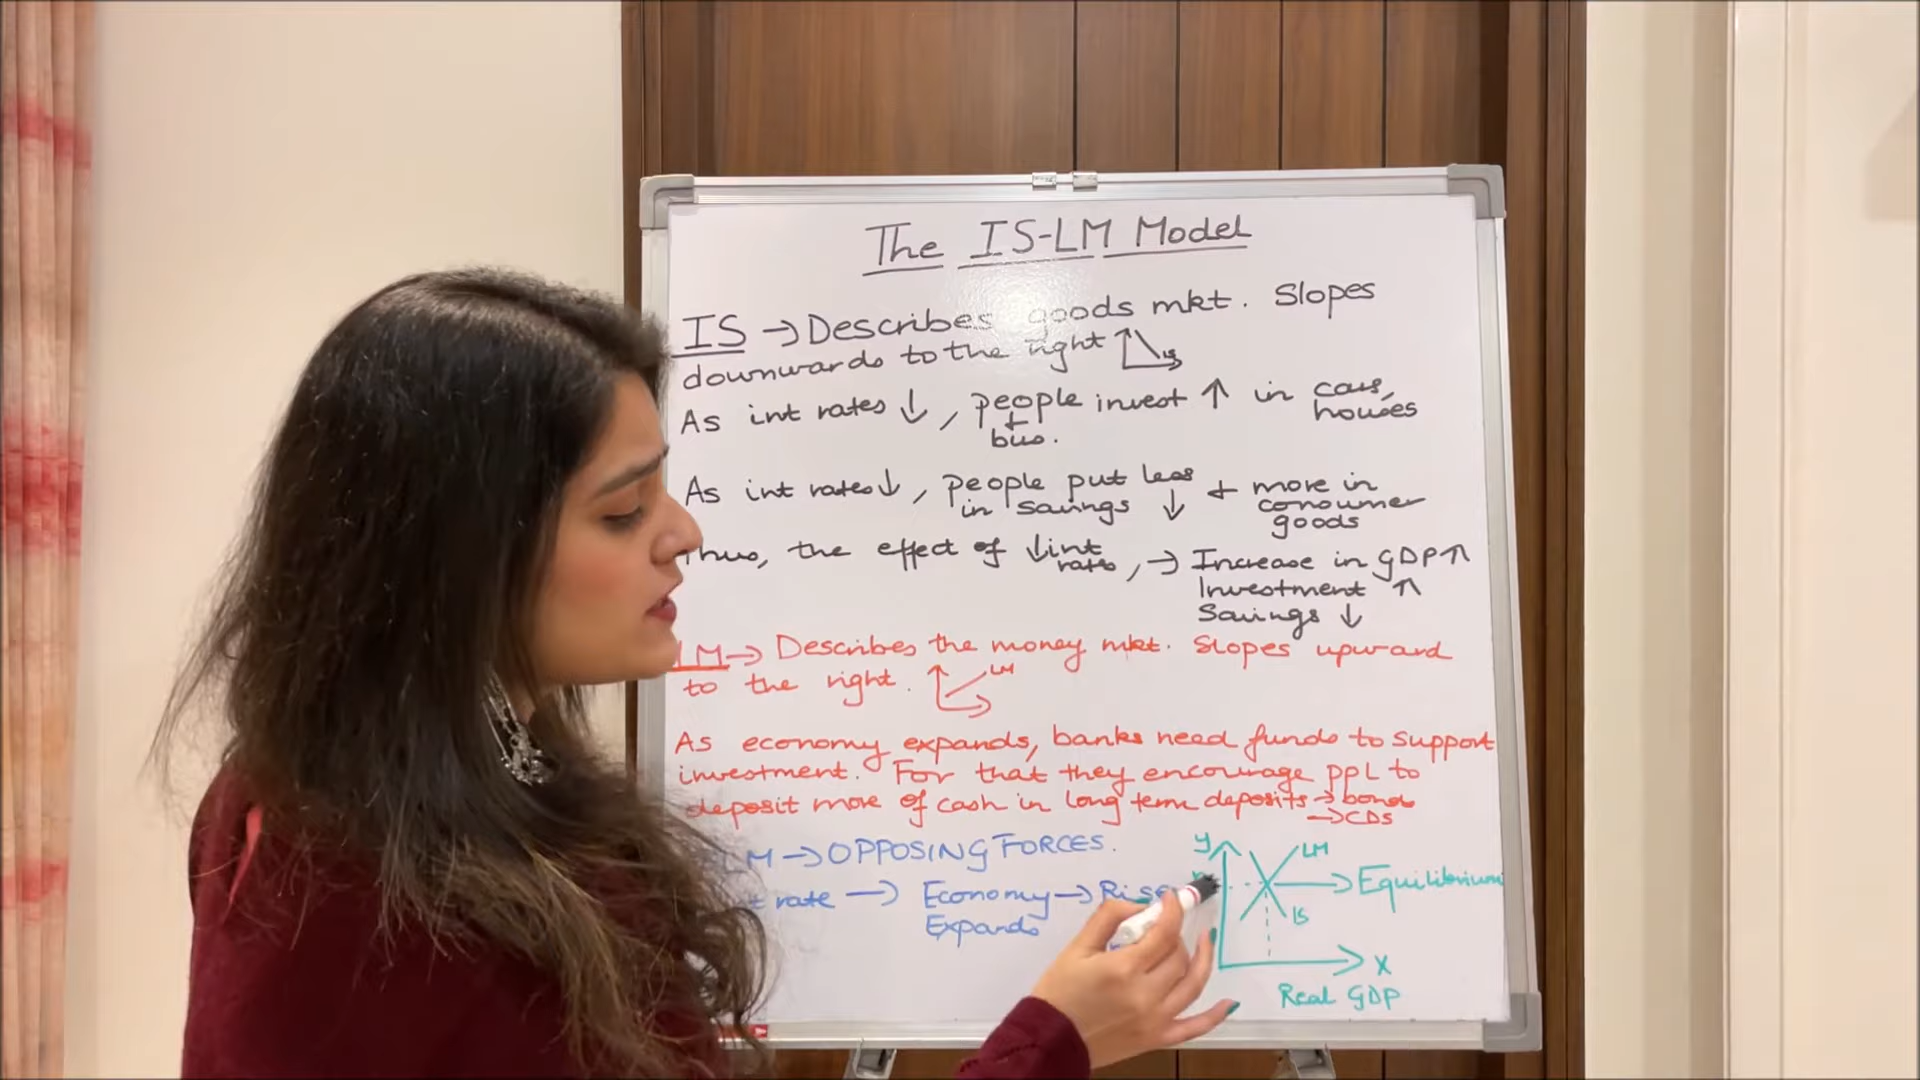 The IS-LM Model
IS → Describes goods mkt. Slopes
downwards to the right
IS
As int rates ↓, people invest ↑ in cars,
+ houses
bus.
As int rates ↓, people put less + more in
in savings ↓ consumer
goods
Thus, the effect of ↓ int → Increase in GDP ↑
rates, Investment ↑
Savings ↓
LM → Describes the money mkt. Slopes upward
to the right.
LM
As economy expands, banks need funds to support
investment. For that they encourage ppl to
deposit more of cash in long term deposits → bonds
→ CDs
LM → OPPOSING FORCES.
rate → Economy → Rise
Expands
y
LM
→ Equilibrium
IS
X
Real GDP